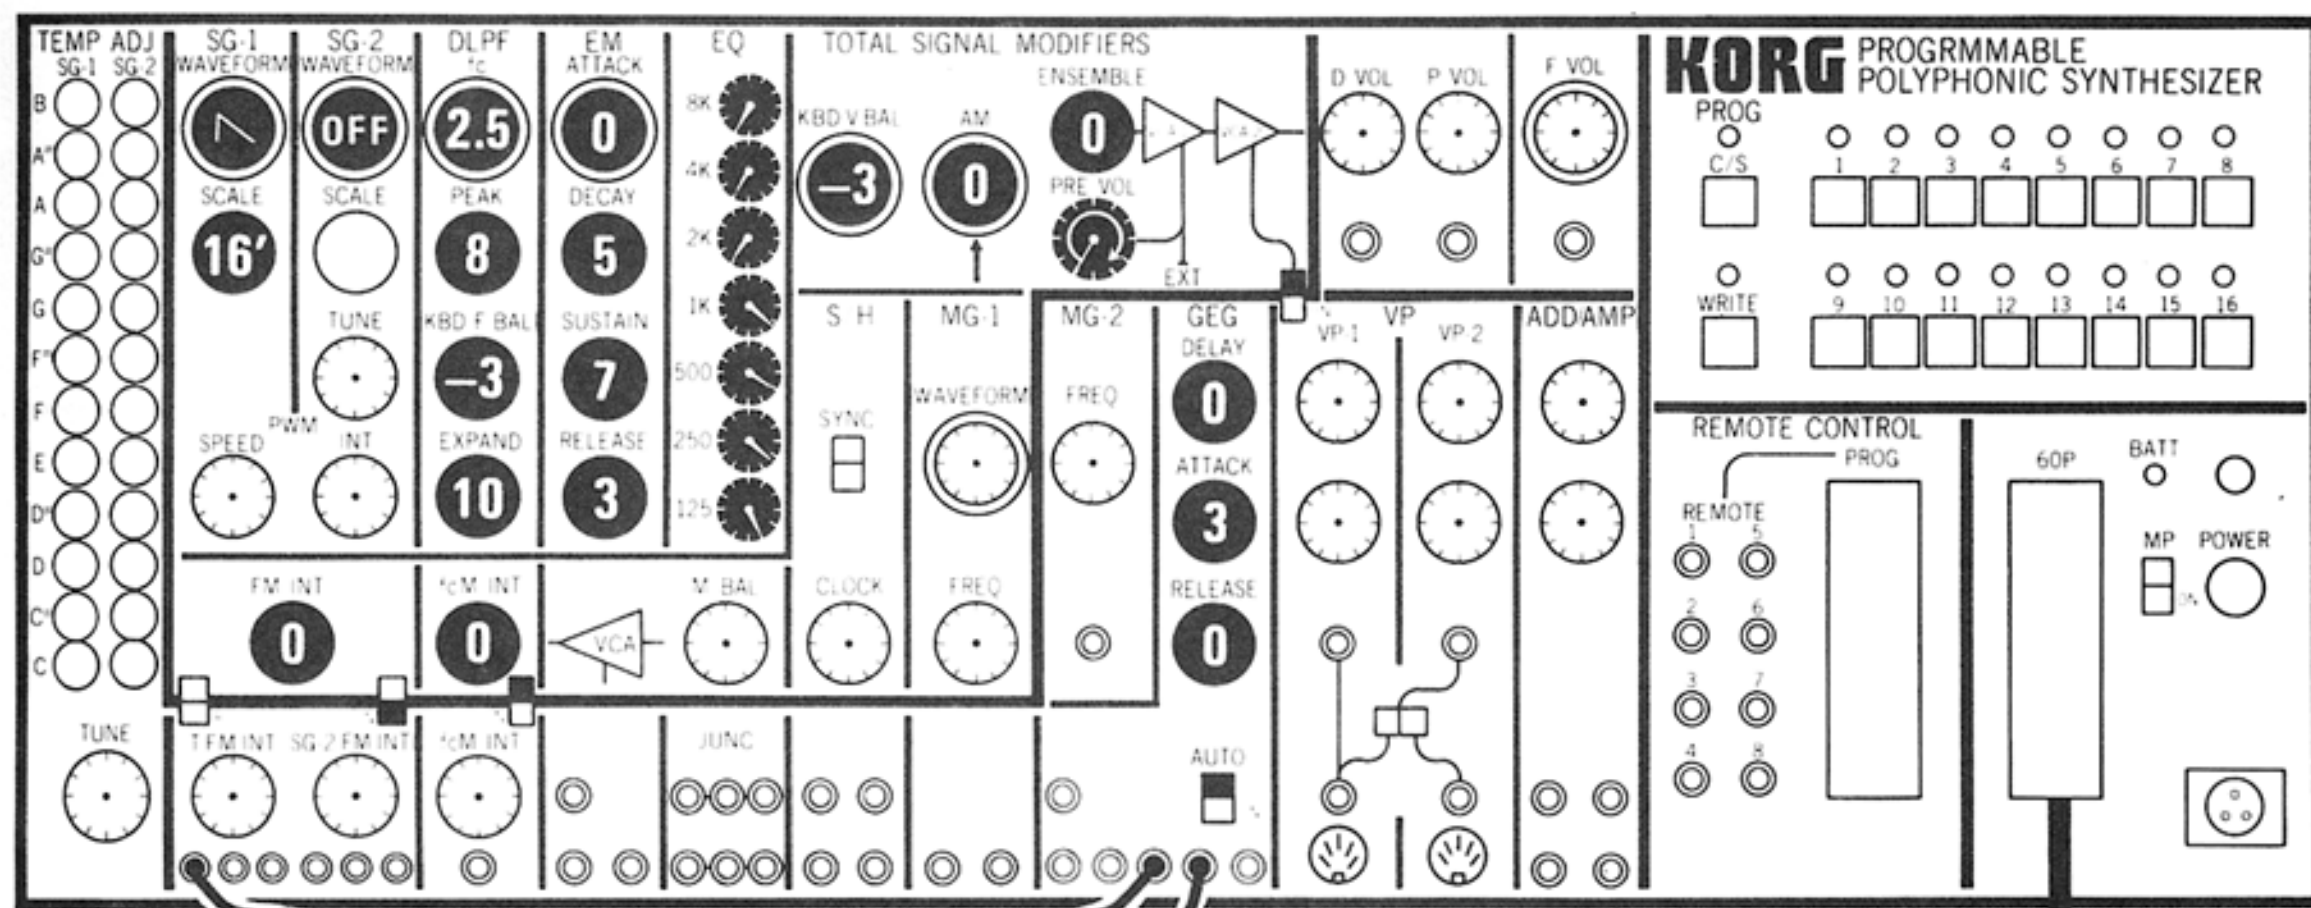 TEMP ADJ
SG-1 SG-2
B
A#
A
G#
G
F#
F
E
D#
D
C#
C
TUNE
SG-1
WAVEFORM
SCALE
16'
SPEED
SG-2
WAVEFORM
OFF
SCALE
TUNE
PWM
INT
DLPF
fc
2.5
PEAK
8
KBD F BAL
-3
EXPAND
10
EM
ATTACK
0
DECAY
5
SUSTAIN
7
RELEASE
3
EQ
8K
4K
2K
1K
500
250
125
FM INT
0
fcM INT
0
VCA
M BAL
T FM INT
SG 2 FM INT
fcM INT
JUNC
TOTAL SIGNAL MODIFIERS
KBD V BAL
-3
AM
0
ENSEMBLE
0
PRE VOL
EXT
S H
SYNC
CLOCK
MG-1
WAVEFORM
FREQ
MG-2
FREQ
GEG
DELAY
0
ATTACK
3
RELEASE
0
AUTO
D VOL
P VOL
F VOL
VP
VP 1
VP 2
ADD/AMP
KORG PROGRMMABLE
POLYPHONIC SYNTHESIZER
PROG
C/S
1 2 3 4 5 6 7 8
WRITE
9 10 11 12 13 14 15 16
REMOTE CONTROL
PROG
REMOTE
1 5
2 6
3 7
4 8
60P
BATT
MP
ON
POWER